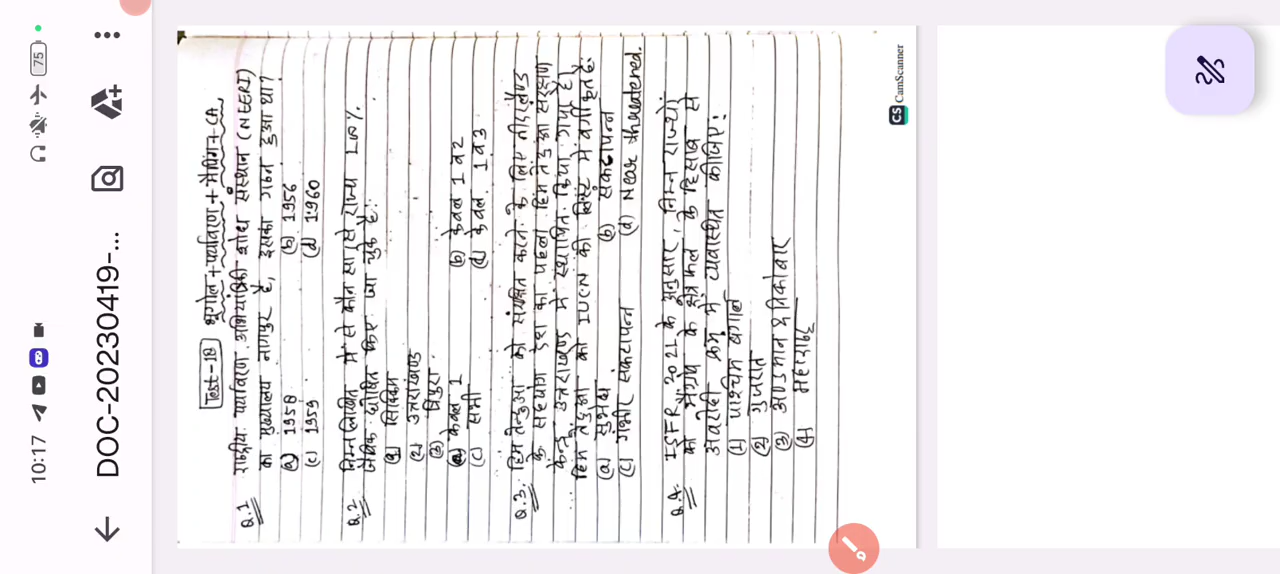 10:17
75
DOC-20230419-...
Test-18 भूगोल + पर्यावरण + मैपिंग + CA
Q.1 राष्ट्रीय पर्यावरण अभियांत्रिकी शोध संस्थान (NEERI)
का मुख्यालय नागपुर है, इसका गठन हुआ था?
(a) 1958 (b) 1956
(c) 1959 (d) 1960
Q.2 निम्नलिखित में से कौन सा/से राज्य 100%
जैविक घोषित किए जा चुके है:
(1) सिक्किम
(2) उत्तराखण्ड
(3) त्रिपुरा
(a) केवल 1 (b) केवल 1 व 2
(c) सभी (d) केवल 1 व 3
Q.3. हिम तेन्दुआ को संरक्षित करने के लिए नीदरलैण्ड
के सहयोग देश का पहला हिम तेंदुआ संरक्षण
केन्द्र उत्तराखण्ड में स्थापित किया गया है।
हिम तेंदुआ को IUCN की लिस्ट में वर्गीकृत है:
(a) सुभेद्य (b) संकटापन्न
(c) गंभीर संकटापन्न (d) Near threatened.
Q.4. ISFR 2021 के अनुसार, निम्न राज्यों
को मैंग्रूव के क्षेत्रफल के हिसाब से
अवरोही क्रम में व्यवस्थित कीजिए:
(1) पश्चिम बंगाल
(2) गुजरात
(3) अण्डमान व निकोबार
(4) महाराष्ट्र
CS CamScanner